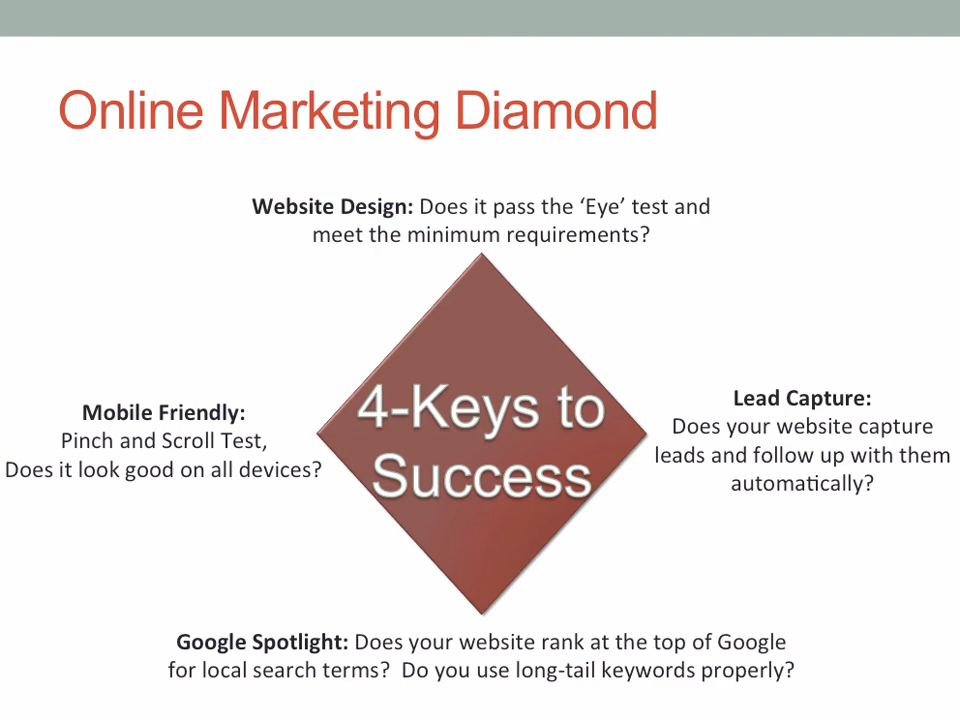 Online Marketing Diamond
Website Design: Does it pass the ‘Eye’ test and
meet the minimum requirements?
Mobile Friendly:
Pinch and Scroll Test,
Does it look good on all devices?
4-Keys to
Success
Lead Capture:
Does your website capture
leads and follow up with them
automatically?
Google Spotlight: Does your website rank at the top of Google
for local search terms?  Do you use long-tail keywords properly?